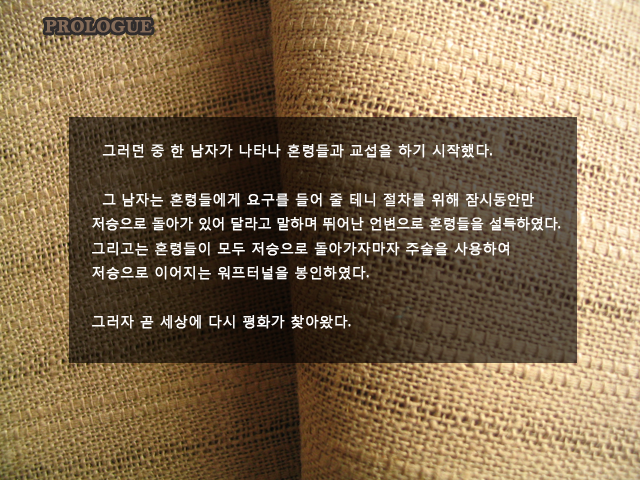 PROLOGUE
그러던 중 한 남자가 나타나 혼령들과 교섭을 하기 시작했다.
그 남자는 혼령들에게 요구를 들어 줄 테니 절차를 위해 잠시동안만
저승으로 돌아가 있어 달라고 말하며 뛰어난 언변으로 혼령들을 설득하였다.
그리고는 혼령들이 모두 저승으로 돌아가자마자 주술을 사용하여
저승으로 이어지는 워프터널을 봉인하였다.
그러자 곧 세상에 다시 평화가 찾아왔다.